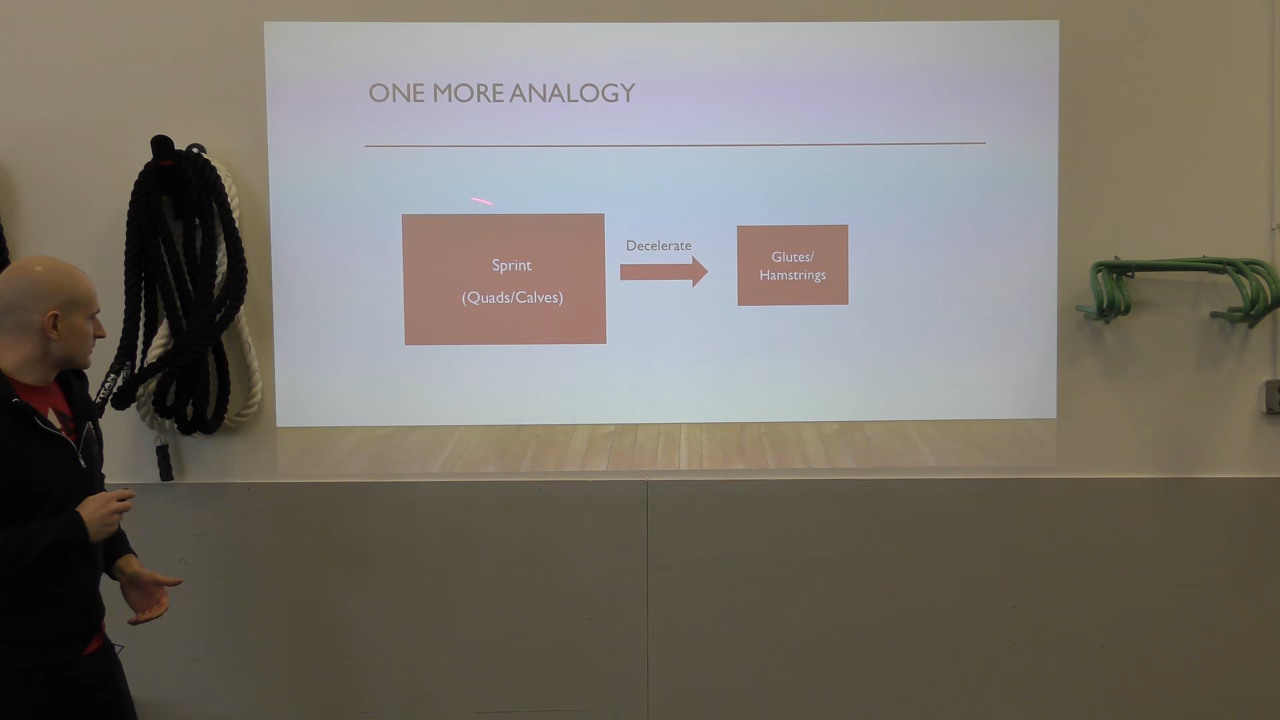 ONE MORE ANALOGY
Sprint
(Quads/Calves)
Decelerate
Glutes/
Hamstrings